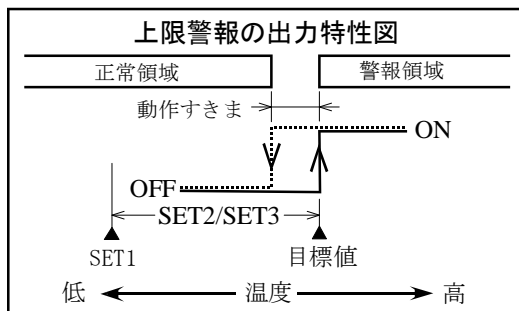 上限警報の出力特性図
正常領域 警報領域
動作すきま
ON
OFF
SET2/SET3
SET1 目標値
低 温度 高